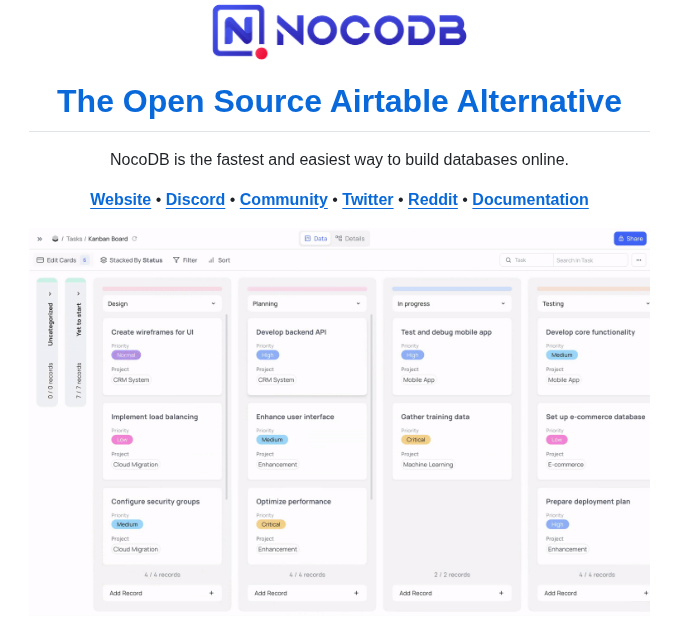 NOCODB
The Open Source Airtable Alternative
NocoDB is the fastest and easiest way to build databases online.
Website • Discord • Community • Twitter • Reddit • Documentation
/ Tasks / Kanban Board
Data Details
Share
Edit Cards 5 Stacked By Status Filter Sort
Task Search in Task
Uncategorized
0 / 0 records
Yet to start
7 / 7 records
Design
Create wireframes for UI
Priority
Normal
Project
CRM System
Implement load balancing
Priority
Low
Project
Cloud Migration
Configure security groups
Priority
Medium
Project
Cloud Migration
4 / 4 records
Add Record +
Planning
Develop backend API
Priority
High
Project
CRM System
Enhance user interface
Priority
Medium
Project
Enhancement
Optimize performance
Priority
Critical
Project
Enhancement
4 / 4 records
Add Record +
In progress
Test and debug mobile app
Priority
High
Project
Mobile App
Gather training data
Priority
Critical
Project
Machine Learning
2 / 2 records
Add Record +
Testing
Develop core functionality
Priority
Medium
Project
Mobile App
Set up e-commerce database
Priority
Low
Project
E-commerce
Prepare deployment plan
Priority
High
Project
Enhancement
4 / 4 records
Add Record +